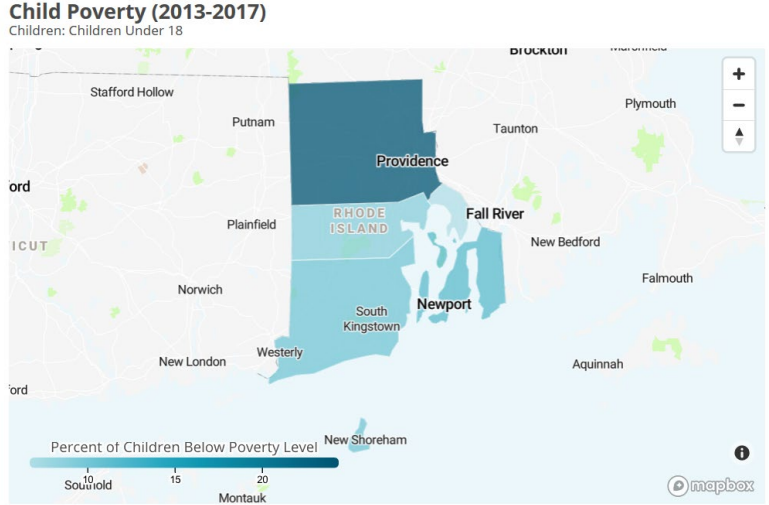 Child Poverty (2013-2017)
Children: Children Under 18
Brockton
Stafford Hollow
Plymouth
Putnam
Taunton
Providence
ford
RHODE
ISLAND
Fall River
Plainfield
ICUT
New Bedford
Norwich
Falmouth
Newport
South
Kingstown
Westerly
New London
Aquinnah
ford
New Shoreham
Percent of Children Below Poverty Level
10 15 20
Southold
Montauk
mapbox